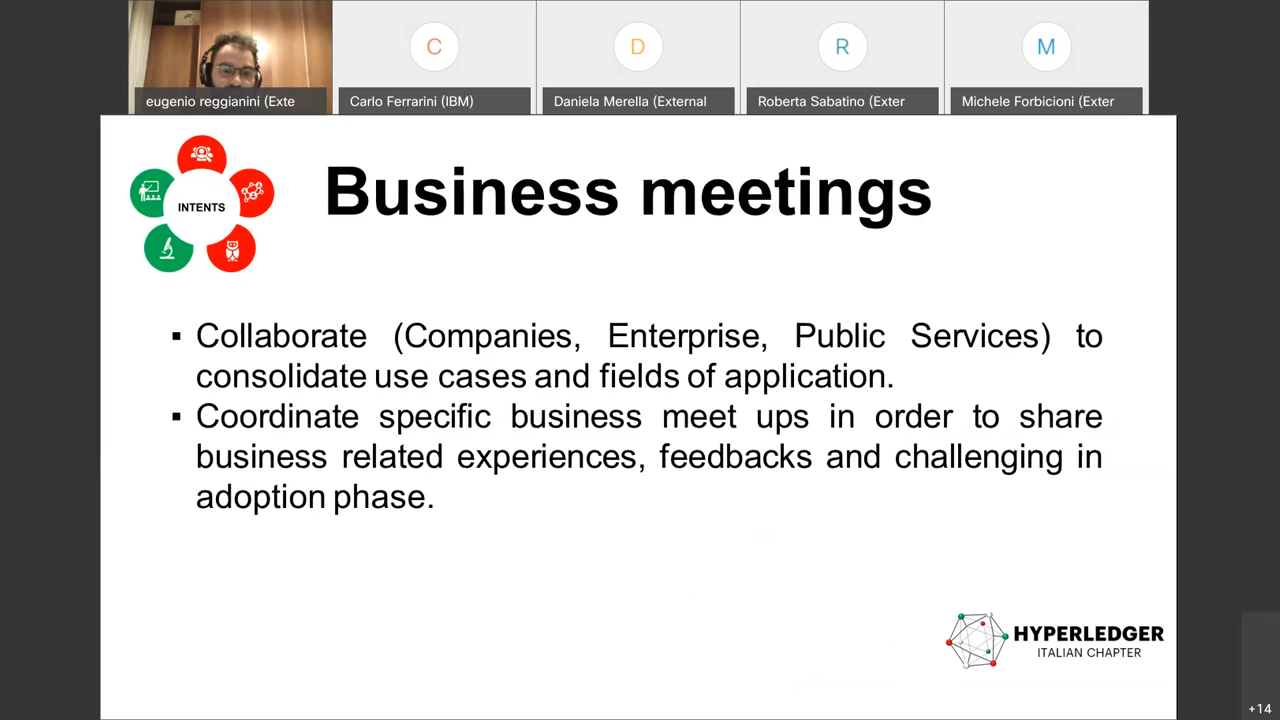 C
D
R
M
eugenio reggianini (Exte
Carlo Ferrarini (IBM)
Daniela Merella (External
Roberta Sabatino (Exter
Michele Forbicioni (Exter
INTENTS
Business meetings
▪ Collaborate (Companies, Enterprise, Public Services) to
consolidate use cases and fields of application.
▪ Coordinate specific business meet ups in order to share
business related experiences, feedbacks and challenging in
adoption phase.
HYPERLEDGER
ITALIAN CHAPTER
+14